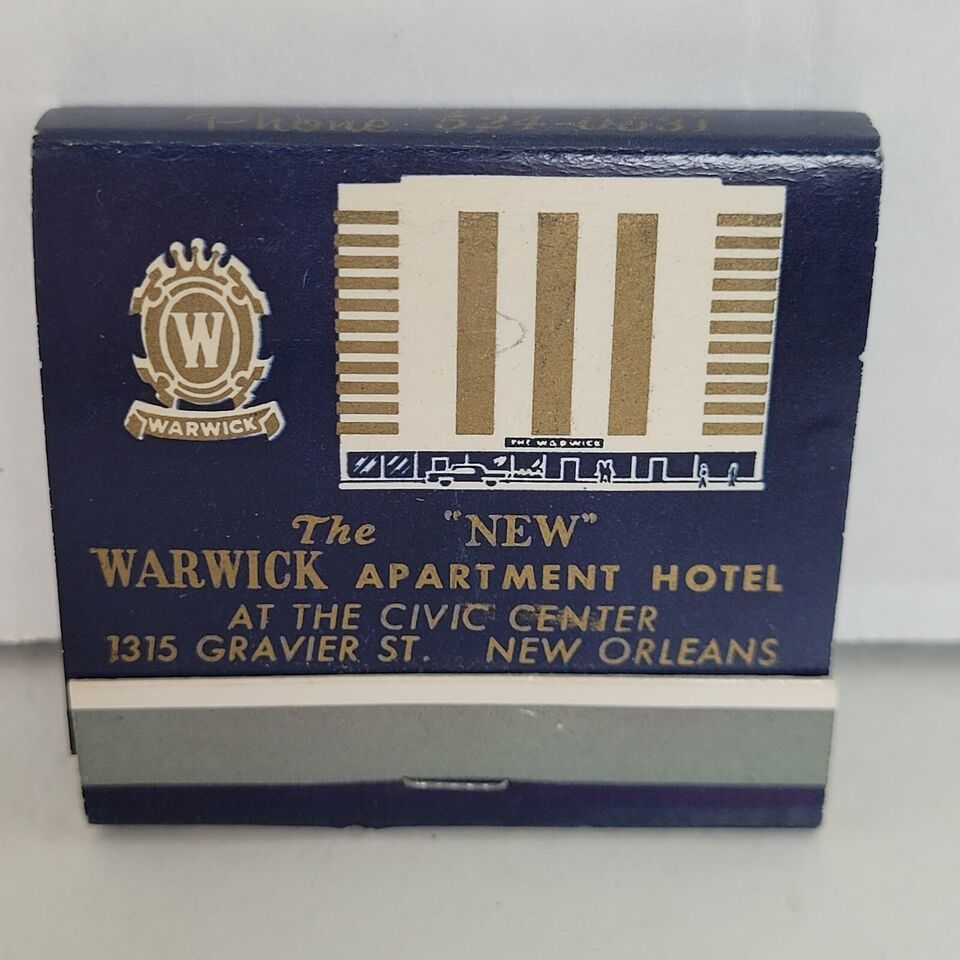 Phone 524-0531
W
WARWICK
THE WARWICK
The "NEW"
WARWICK APARTMENT HOTEL
AT THE CIVIC CENTER
1315 GRAVIER ST. NEW ORLEANS